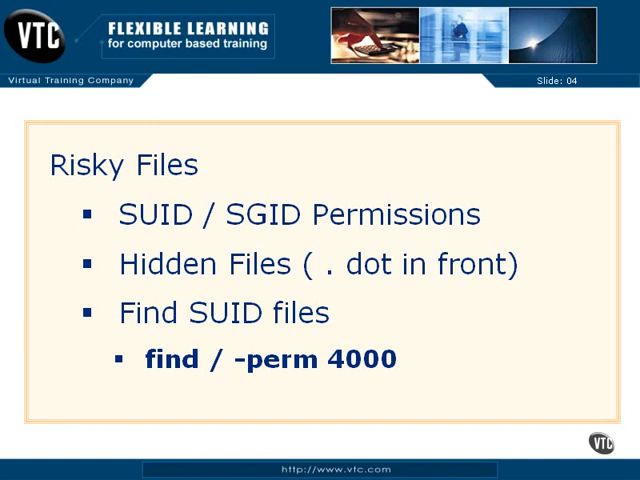 VTC
FLEXIBLE LEARNING
for computer based training
Virtual Training Company
Slide: 04
Risky Files
▪ SUID / SGID Permissions
▪ Hidden Files ( . dot in front)
▪ Find SUID files
▪ find / -perm 4000
VTC
http://www.vtc.com